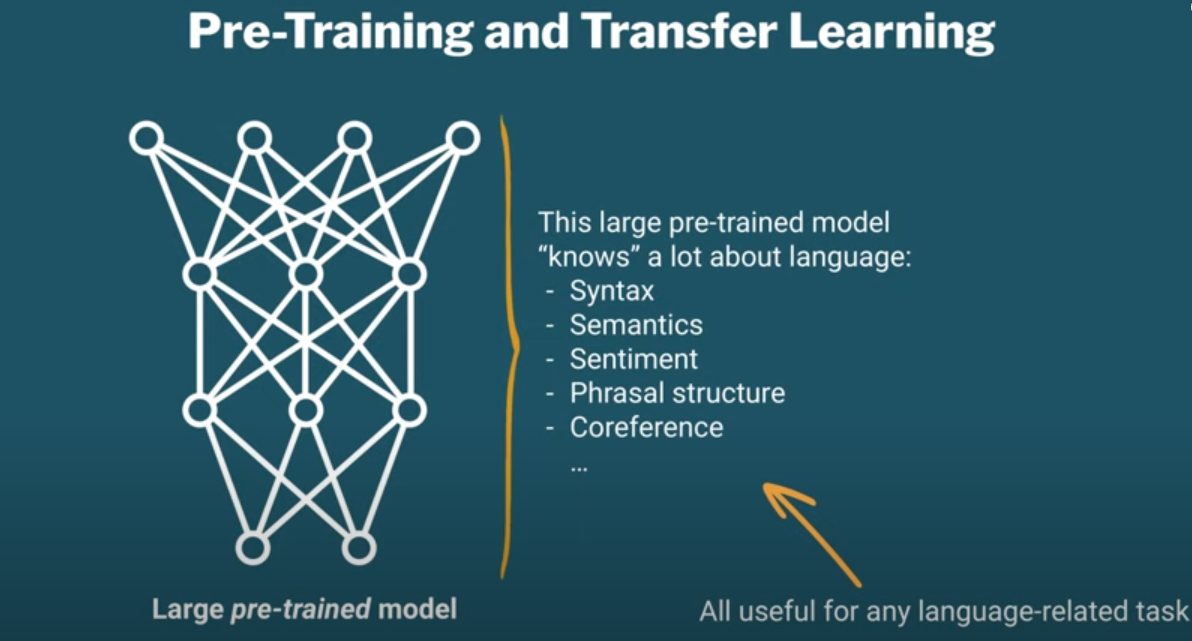 Pre-Training and Transfer Learning
This large pre-trained model
“knows” a lot about language:
- Syntax
- Semantics
- Sentiment
- Phrasal structure
- Coreference
...
Large pre-trained model
All useful for any language-related task